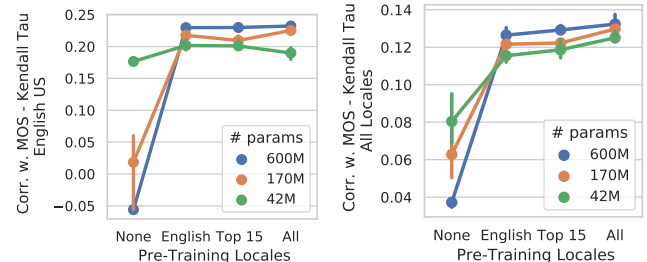 Corr. w. MOS - Kendall Tau
English US
0.25
0.20
0.15
0.10
0.05
0.00
−0.05
None English Top 15 All
Pre-Training Locales
# params
600M
170M
42M
Corr. w. MOS - Kendall Tau
All Locales
0.14
0.12
0.10
0.08
0.06
0.04
None English Top 15 All
Pre-Training Locales
# params
600M
170M
42M